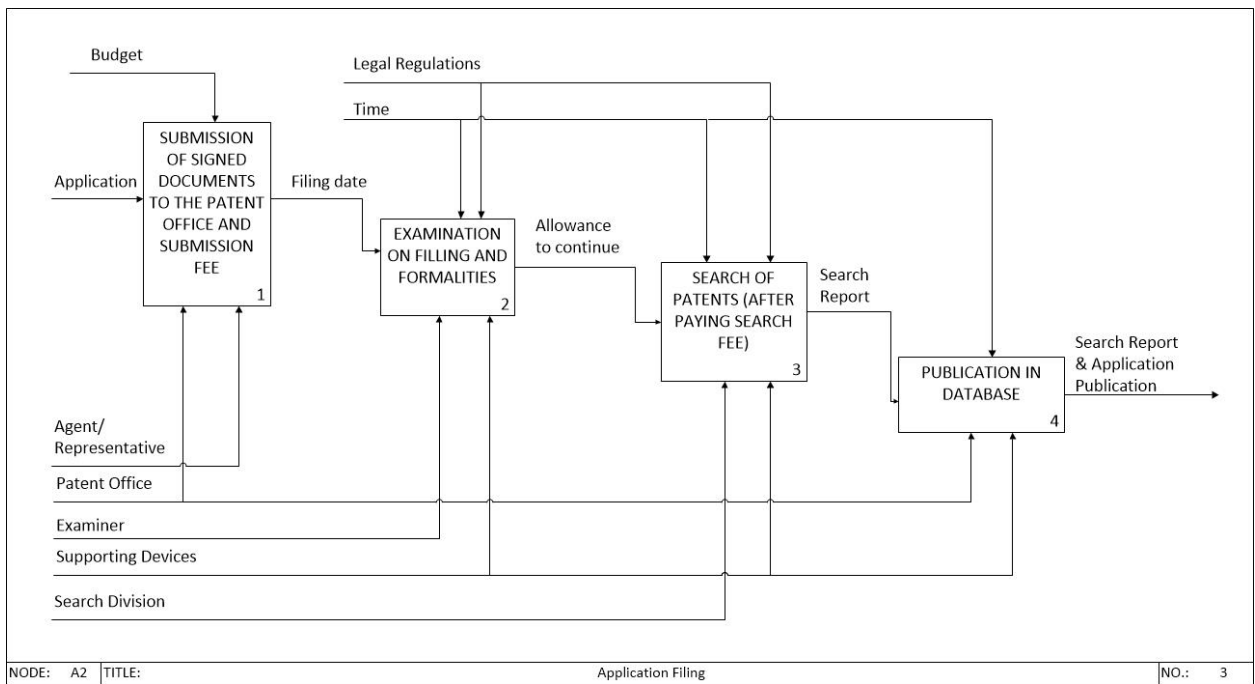 Budget
Legal Regulations
Time
SUBMISSION
OF SIGNED
DOCUMENTS
TO THE PATENT
OFFICE AND
SUBMISSION
FEE
1
Application
Filing date
EXAMINATION
ON FILLING AND
FORMALITIES
2
Allowance
to continue
SEARCH OF
PATENTS (AFTER
PAYING SEARCH
FEE)
3
Search
Report
PUBLICATION IN
DATABASE
4
Search Report
& Application
Publication
Agent/
Representative
Patent Office
Examiner
Supporting Devices
Search Division
NODE: A2 TITLE: Application Filing NO.: 3